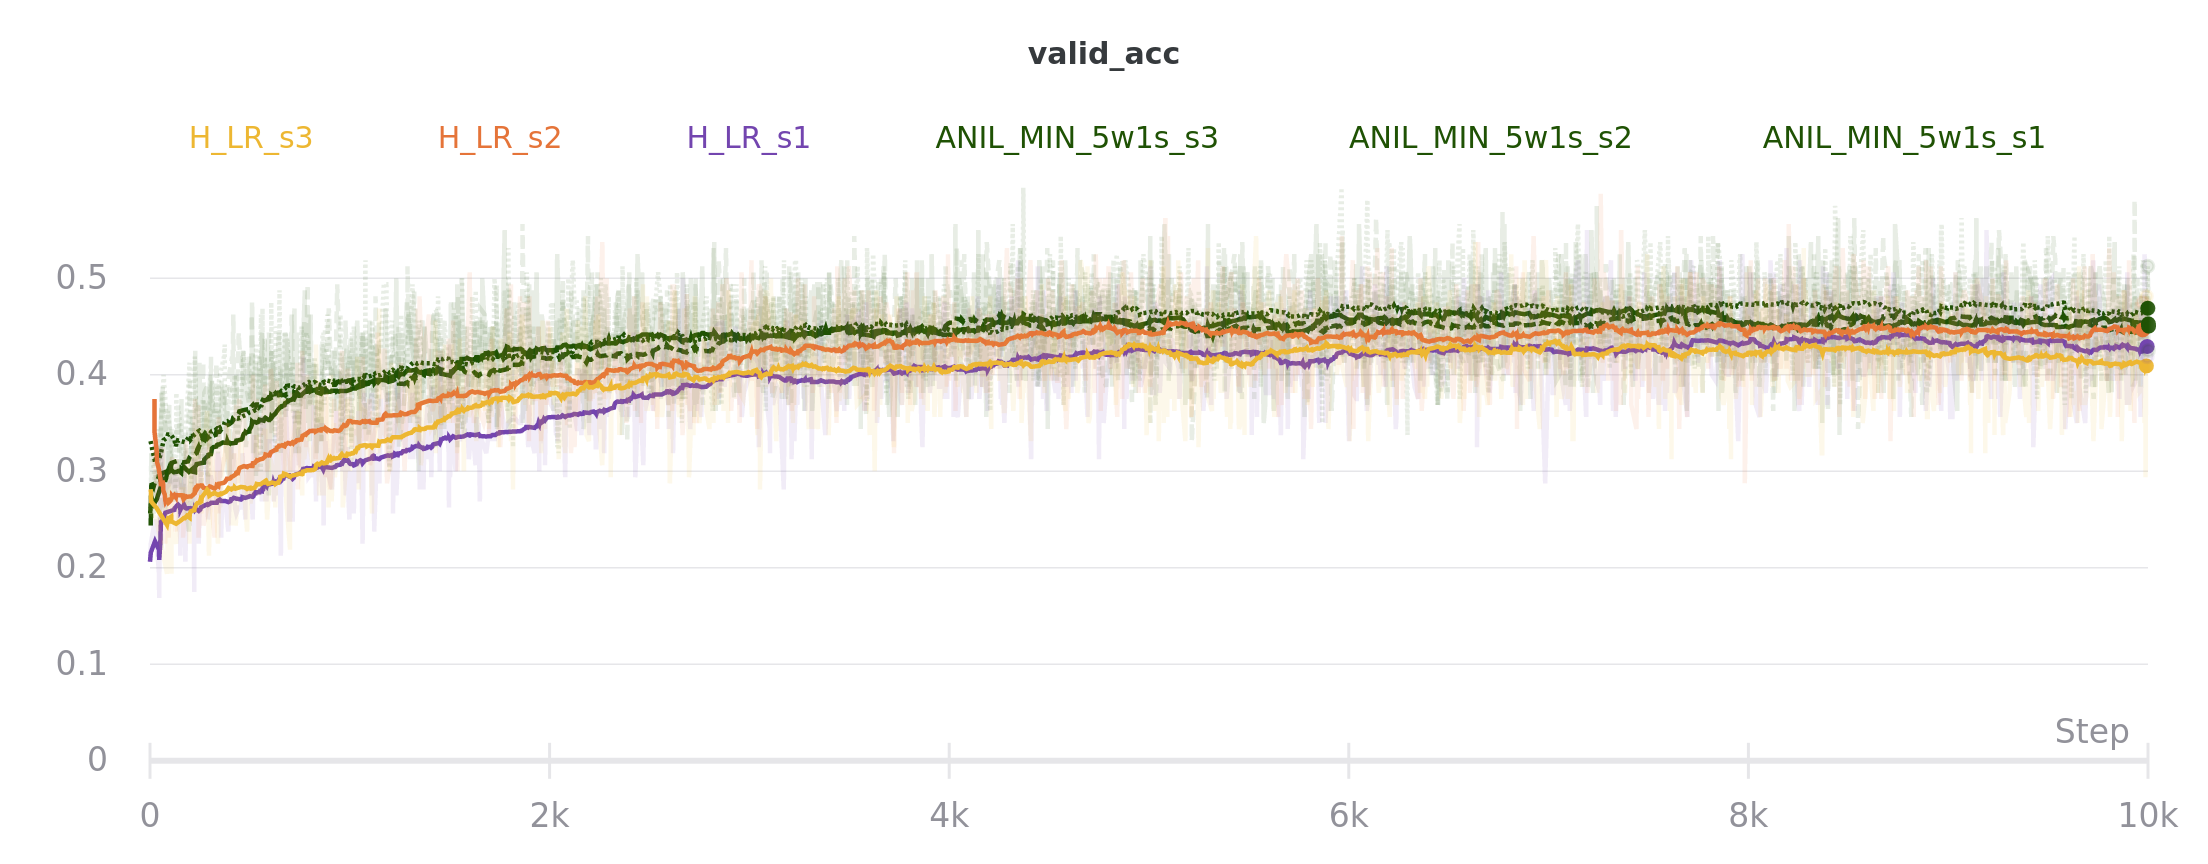 valid_acc
H_LR_s3 H_LR_s2 H_LR_s1 ANIL_MIN_5w1s_s3 ANIL_MIN_5w1s_s2 ANIL_MIN_5w1s_s1
0.5
0.4
0.3
0.2
0.1
Step
0
0 2k 4k 6k 8k 10k